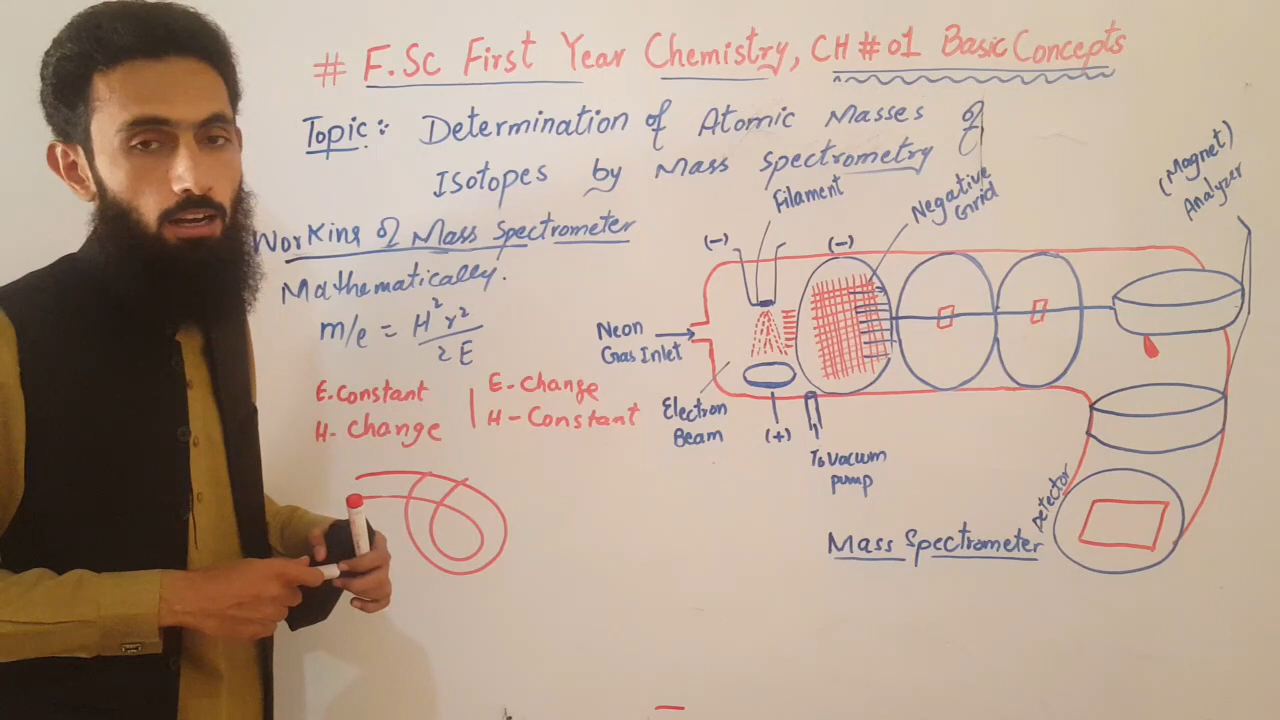 # F.Sc First Year Chemistry, CH # 01 Basic Concepts
Topic: Determination of Atomic Masses of
Isotopes by Mass Spectrometry
Working of Mass Spectrometer
Mathematically.
m/e = H²r²/2E
E. Constant
H- Change
E- Change
H- Constant
Filament
(-)
(-)
Negative
Grid
(Magnet)
Analyzer
Neon
Gas Inlet
Electron
Beam
(+)
To Vacuum
pump
Detector
Mass Spectrometer